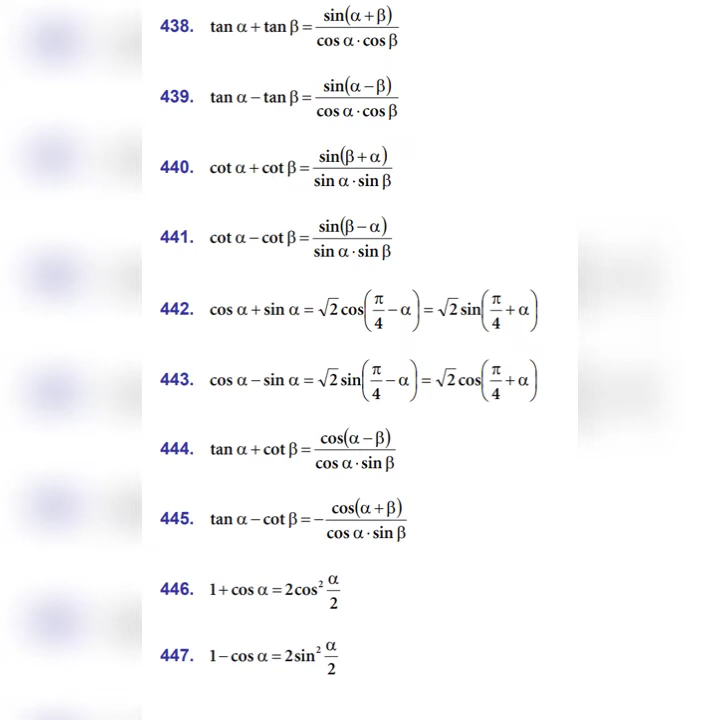 438. tan α + tan β = sin(α + β) / cos α · cos β
439. tan α − tan β = sin(α − β) / cos α · cos β
440. cot α + cot β = sin(β + α) / sin α · sin β
441. cot α − cot β = sin(β − α) / sin α · sin β
442. cos α + sin α = √2 cos(π/4 − α) = √2 sin(π/4 + α)
443. cos α − sin α = √2 sin(π/4 − α) = √2 cos(π/4 + α)
444. tan α + cot β = cos(α − β) / cos α · sin β
445. tan α − cot β = − cos(α + β) / cos α · sin β
446. 1 + cos α = 2cos² α/2
447. 1 − cos α = 2sin² α/2